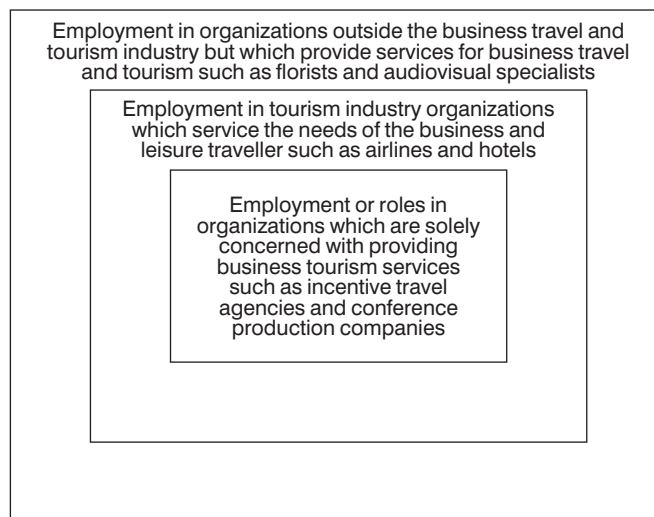 Employment in organizations outside the business travel and
tourism industry but which provide services for business travel
and tourism such as florists and audiovisual specialists
Employment in tourism industry organizations
which service the needs of the business and
leisure traveller such as airlines and hotels
Employment or roles in
organizations which are solely
concerned with providing
business tourism services
such as incentive travel
agencies and conference
production companies